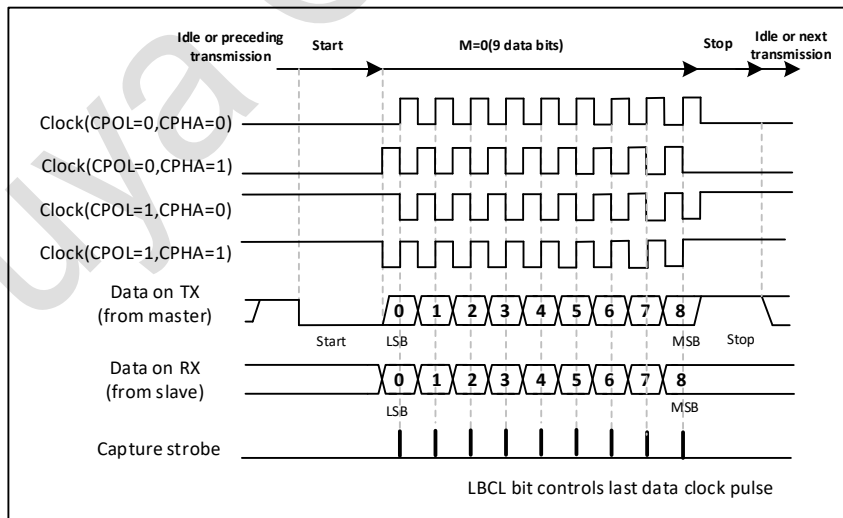 uya
Idle or preceding
transmission
Start
M=0(9 data bits)
Stop
Idle or next
transmission
Clock(CPOL=0,CPHA=0)
Clock(CPOL=0,CPHA=1)
Clock(CPOL=1,CPHA=0)
Clock(CPOL=1,CPHA=1)
Data on TX
(from master)
0 1 2 3 4 5 6 7 8
Start
LSB
MSB
Stop
Data on RX
(from slave)
0 1 2 3 4 5 6 7 8
LSB
MSB
Capture strobe
LBCL bit controls last data clock pulse